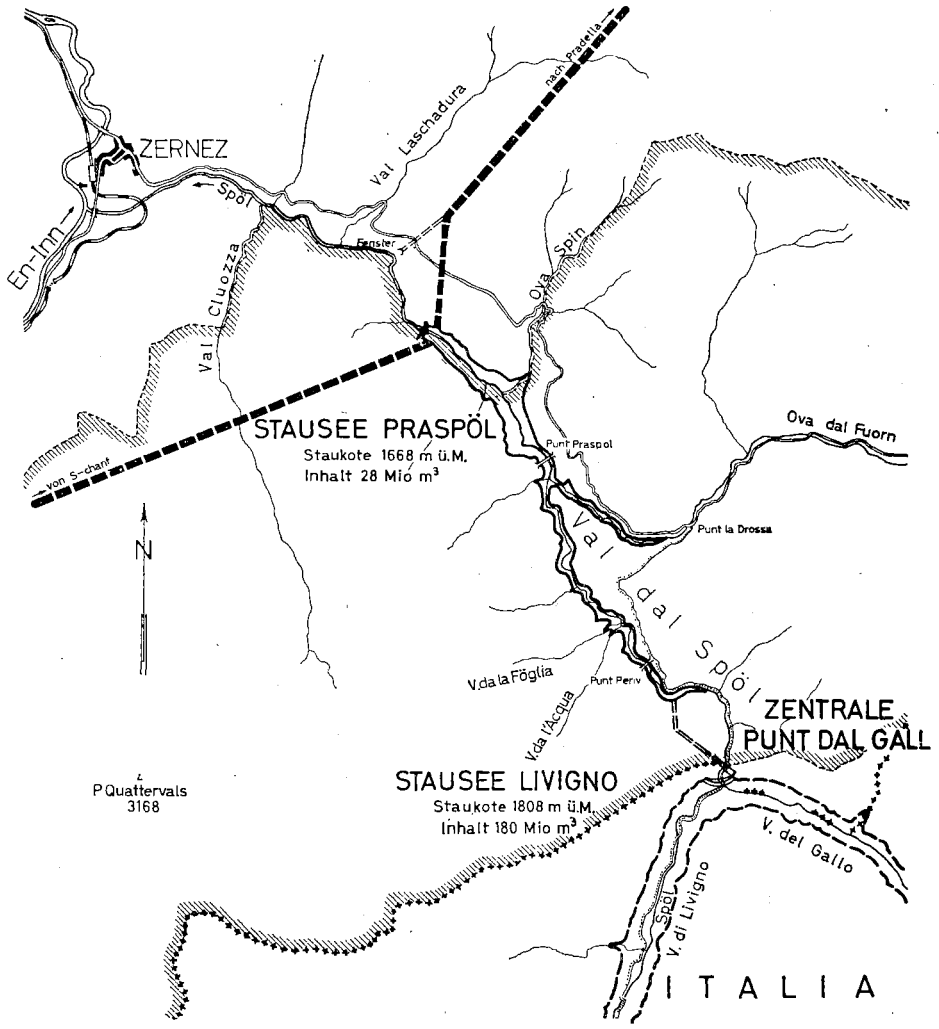 nach Pradella
Val Laschadura
ZERNEZ
Spöl
En-Inn
Fenster
Ova Spin
Val Cluozza
STAUSEE PRASPÖL
Staukote 1668 m ü.M.
Inhalt 28 Mio m³
von S-chanf
Punt Praspöl
Ova dal Fuorn
Punt la Drossa
N
Val dal Spöl
V. da la Föglia
Punt Periv
V. da l'Acqua
ZENTRALE
PUNT DAL GALL
STAUSEE LIVIGNO
Staukote 1808 m ü.M.
Inhalt 180 Mio m³
P. Quattervals
3168
V. del Gallo
Spöl
V. di Livigno
ITALIA